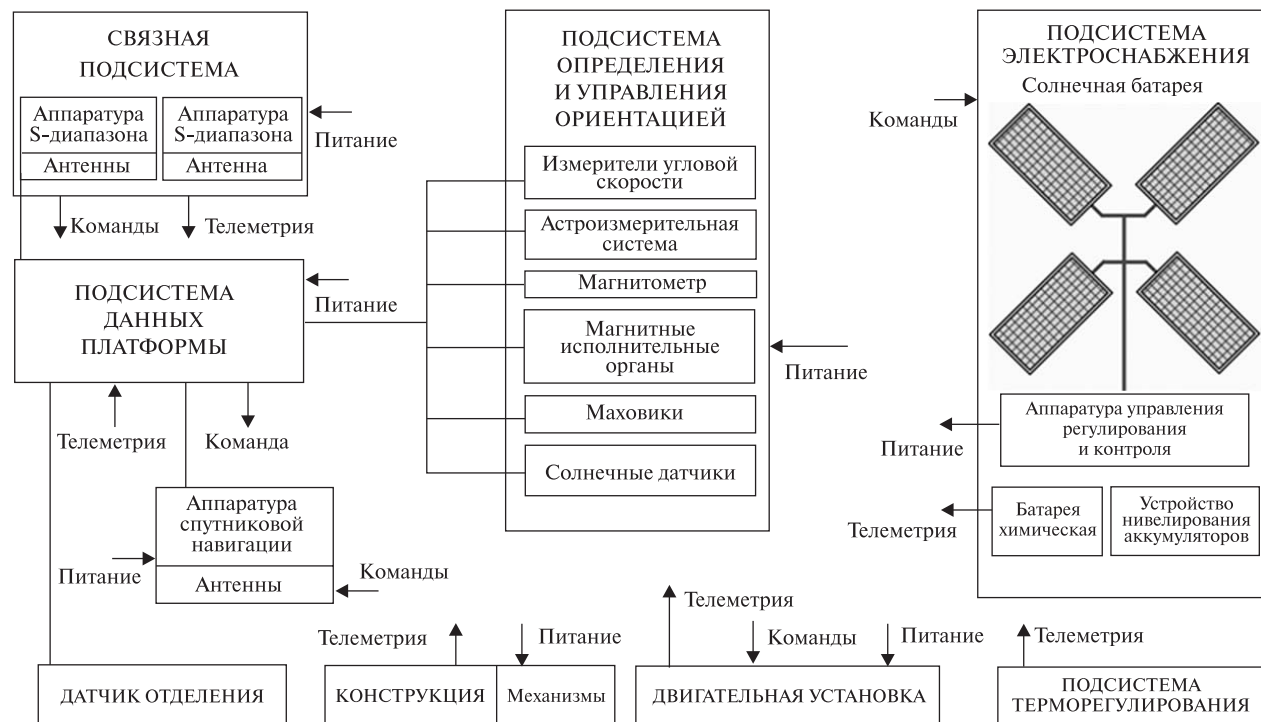 СВЯЗНАЯ
ПОДСИСТЕМА
Аппаратура
S-диапазона
Антенны
Аппаратура
S-диапазона
Антенна
Питание
Команды
Телеметрия
ПОДСИСТЕМА
ДАННЫХ
ПЛАТФОРМЫ
Питание
Телеметрия
Команда
Аппаратура
спутниковой
навигации
Антенны
Питание
Команды
ПОДСИСТЕМА
ОПРЕДЕЛЕНИЯ
И УПРАВЛЕНИЯ
ОРИЕНТАЦИЕЙ
Измерители угловой
скорости
Астроизмерительная
система
Магнитометр
Магнитные
исполнительные
органы
Маховики
Солнечные датчики
Питание
ПОДСИСТЕМА
ЭЛЕКТРОСНАБЖЕНИЯ
Солнечная батарея
Команды
Аппаратура управления
регулирования
и контроля
Питание
Батарея
химическая
Устройство
нивелирования
аккумуляторов
Телеметрия
ДАТЧИК ОТДЕЛЕНИЯ
Телеметрия
Питание
КОНСТРУКЦИЯ
Механизмы
Телеметрия
Команды
Питание
ДВИГАТЕЛЬНАЯ УСТАНОВКА
Телеметрия
ПОДСИСТЕМА
ТЕРМОРЕГУЛИРОВАНИЯ